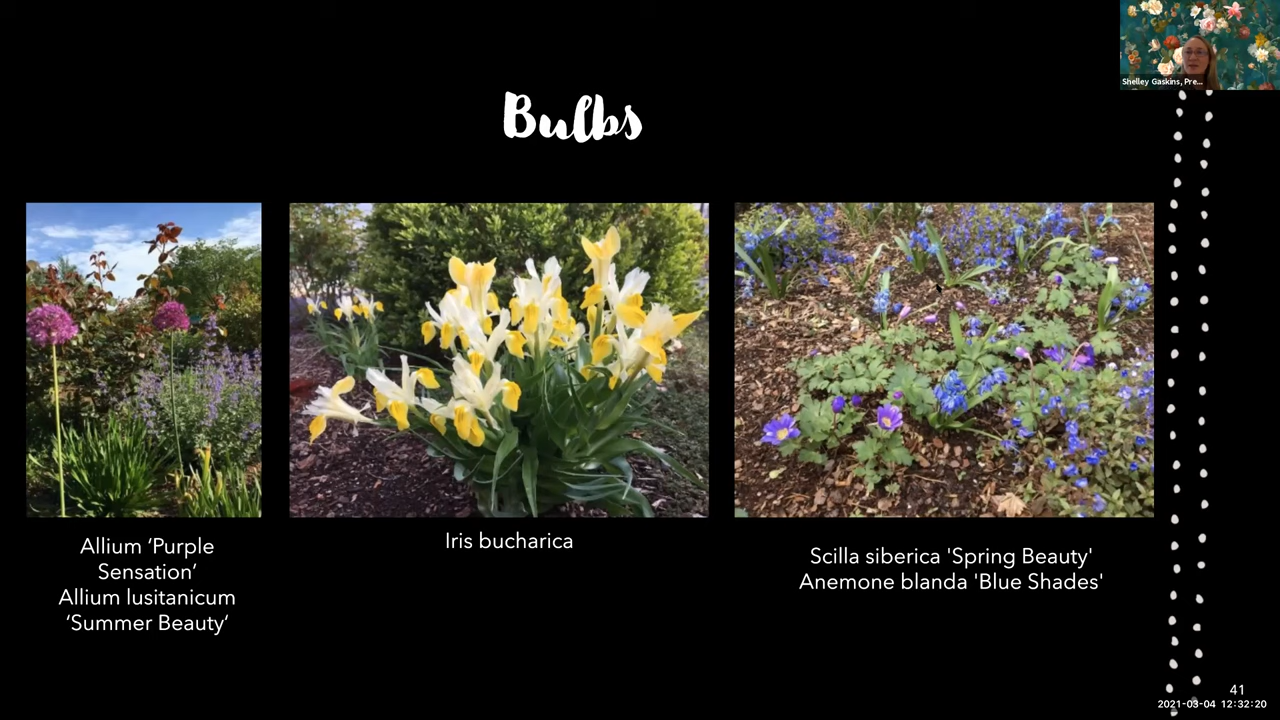 Shelley Gaskins, Pre...
Bulbs
Allium ‘Purple
Sensation’
Allium lusitanicum
‘Summer Beauty‘
Iris bucharica
Scilla siberica 'Spring Beauty'
Anemone blanda 'Blue Shades'
41
2021-03-04 12:32:20